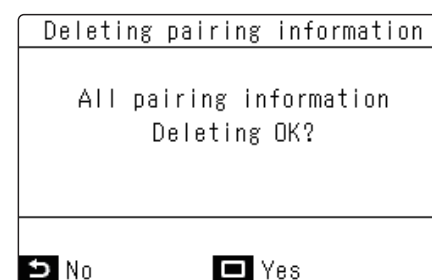 Deleting pairing information
All pairing information
Deleting OK?
No Yes